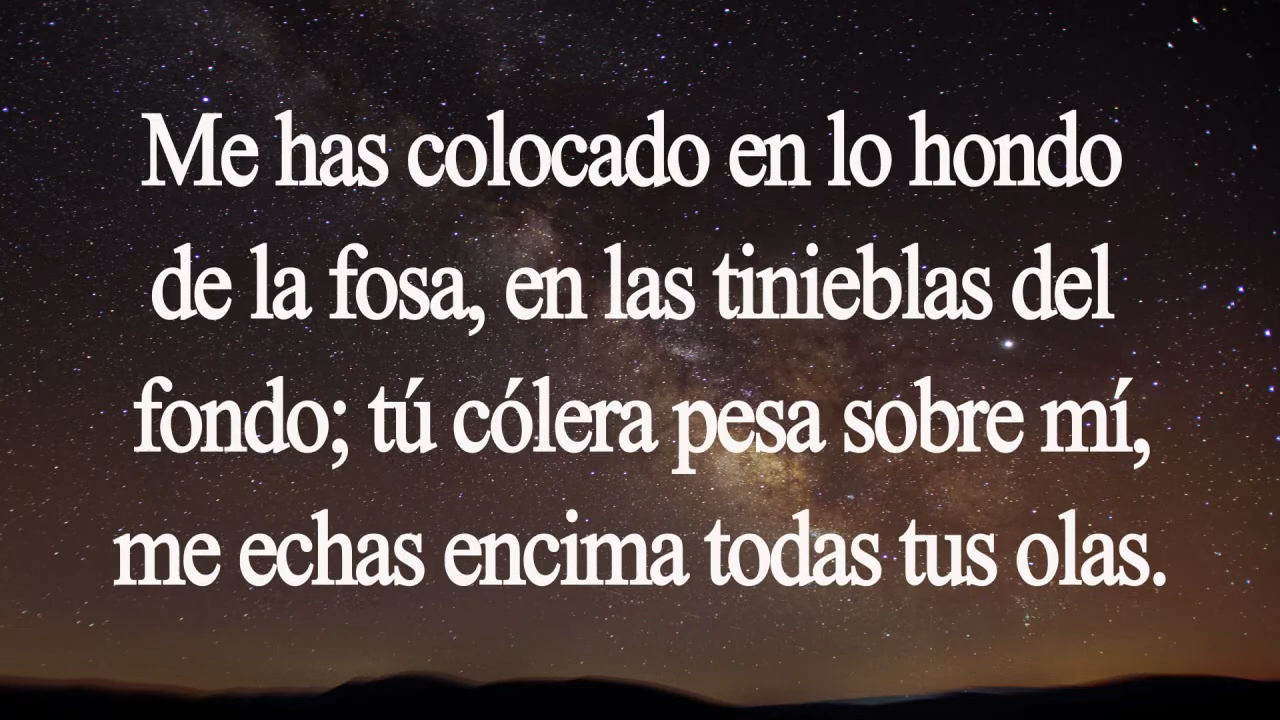 Me has colocado en lo hondo
de la fosa, en las tinieblas del
fondo; tú cólera pesa sobre mí,
me echas encima todas tus olas.